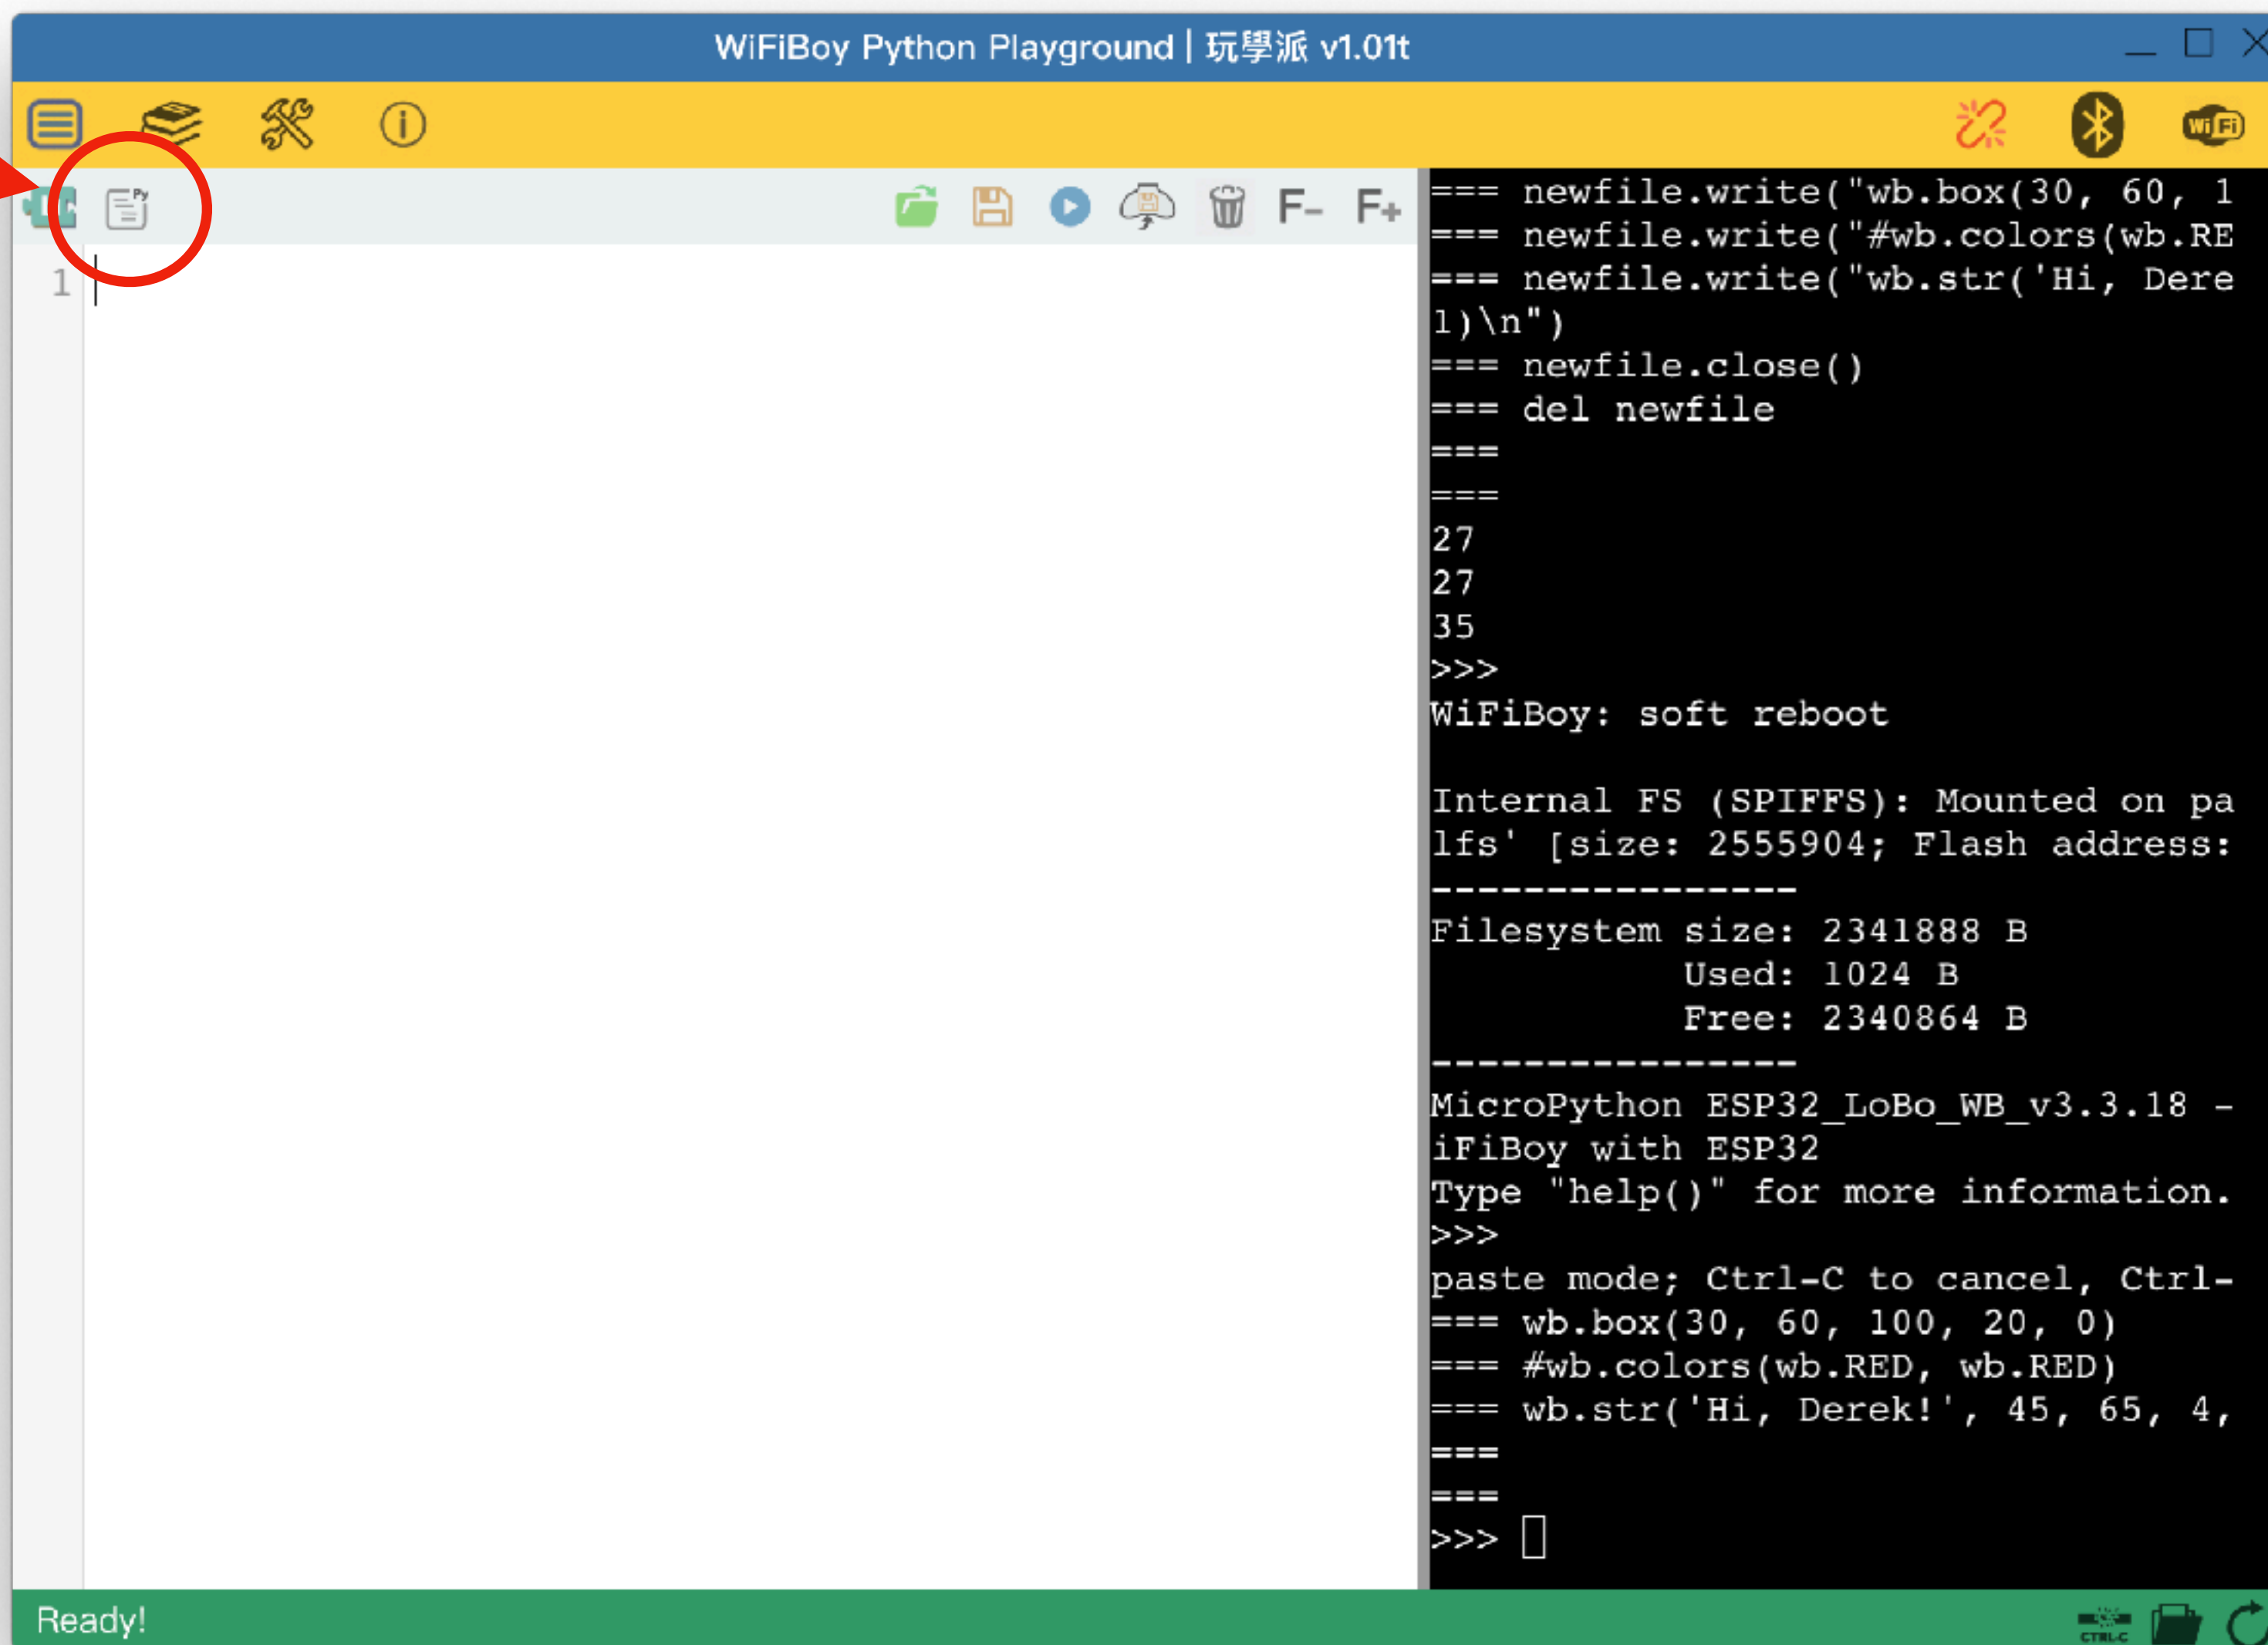 WiFiBoy Python Playground | 玩學派 v1.01t
Wi Fi
Py
F- F+
1
=== newfile.write("wb.box(30, 60, 1
=== newfile.write("#wb.colors(wb.RE
=== newfile.write("wb.str('Hi, Dere
1)\n")
=== newfile.close()
=== del newfile
===
===
27
27
35
>>>
WiFiBoy: soft reboot
Internal FS (SPIFFS): Mounted on pa
lfs' [size: 2555904; Flash address:
----------------
Filesystem size: 2341888 B
Used: 1024 B
Free: 2340864 B
----------------
MicroPython ESP32_LoBo_WB_v3.3.18 -
iFiBoy with ESP32
Type "help()" for more information.
>>>
paste mode; Ctrl-C to cancel, Ctrl-
=== wb.box(30, 60, 100, 20, 0)
=== #wb.colors(wb.RED, wb.RED)
=== wb.str('Hi, Derek!', 45, 65, 4,
===
===
>>>
Ready!
CTRL-C